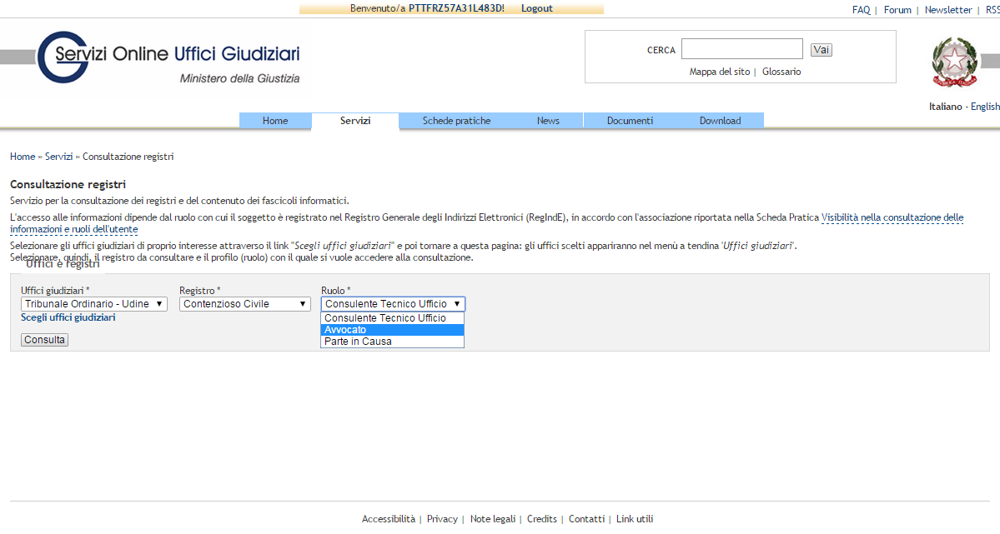 Benvenuto/a PTTFRZ57A31L483D! Logout
FAQ | Forum | Newsletter | RSS
Servizi Online Uffici Giudiziari
Ministero della Giustizia
CERCA Vai
Mappa del sito | Glossario
Italiano - English
Home Servizi Schede pratiche News Documenti Download
Home » Servizi » Consultazione registri
Consultazione registri
Servizio per la consultazione dei registri e del contenuto dei fascicoli informatici.
L'accesso alle informazioni dipende dal ruolo con cui il soggetto è registrato nel Registro Generale degli Indirizzi Elettronici (RegIndE), in accordo con l'associazione riportata nella Scheda Pratica Visibilità nella consultazione delle
informazioni e ruoli dell'utente
Selezionare gli uffici giudiziari di proprio interesse attraverso il link "Scegli uffici giudiziari" e poi tornare a questa pagina: gli uffici scelti appariranno nel menù a tendina 'Uffici giudiziari'.
Selezionare, quindi, il registro da consultare e il profilo (ruolo) con il quale si vuole accedere alla consultazione.
Uffici e registri
Uffici giudiziari * Registro * Ruolo *
Tribunale Ordinario - Udine Contenzioso Civile Consulente Tecnico Ufficio
Scegli uffici giudiziari Consulente Tecnico Ufficio
Avvocato
Consulta Parte in Causa
Accessibilità | Privacy | Note legali | Credits | Contatti | Link utili